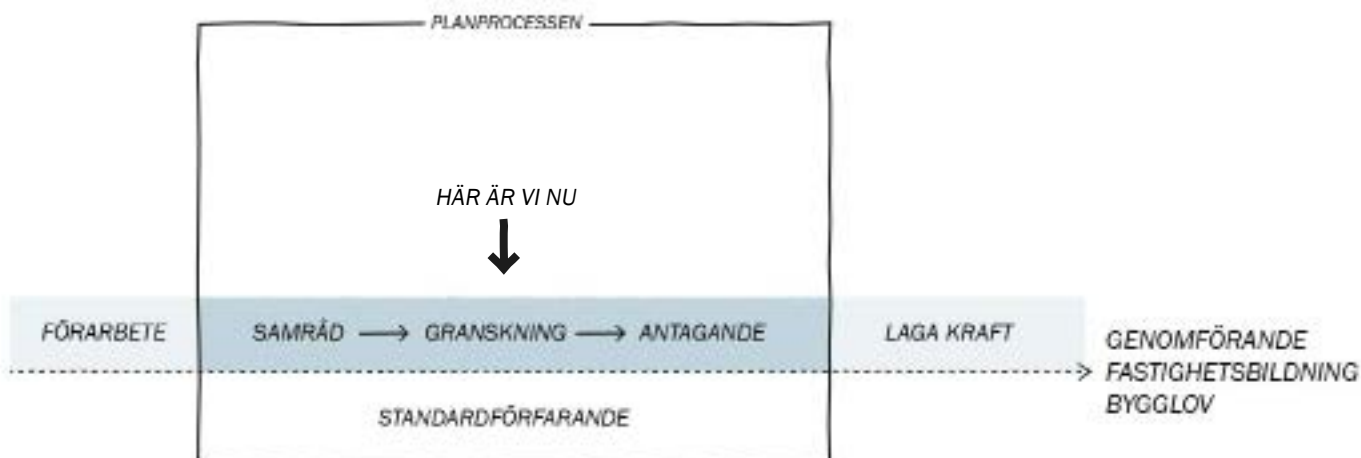 PLANPROCESSEN
HÄR ÄR VI NU
FÖRARBETE
SAMRÅD → GRANSKNING → ANTAGANDE
LAGA KRAFT
GENOMFÖRANDE
FASTIGHETSBILDNING
BYGGLOV
STANDARDFÖRFARANDE